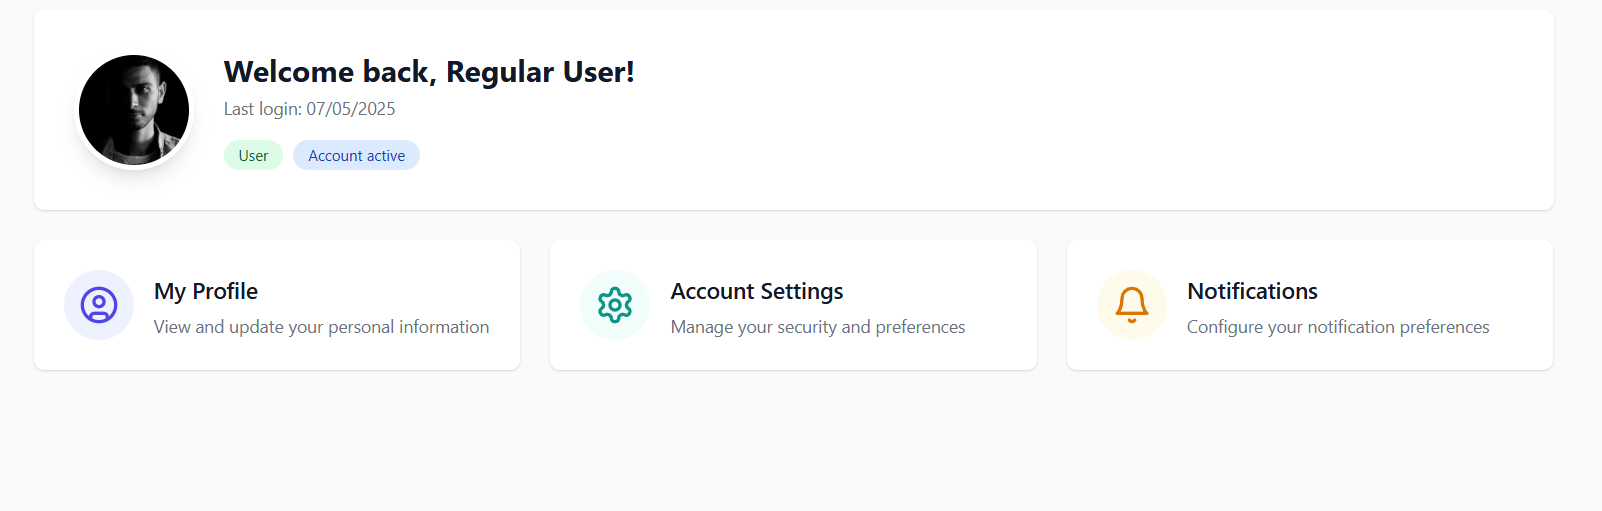 Welcome back, Regular User!
Last login: 07/05/2025
User
Account active
My Profile
View and update your personal information
Account Settings
Manage your security and preferences
Notifications
Configure your notification preferences